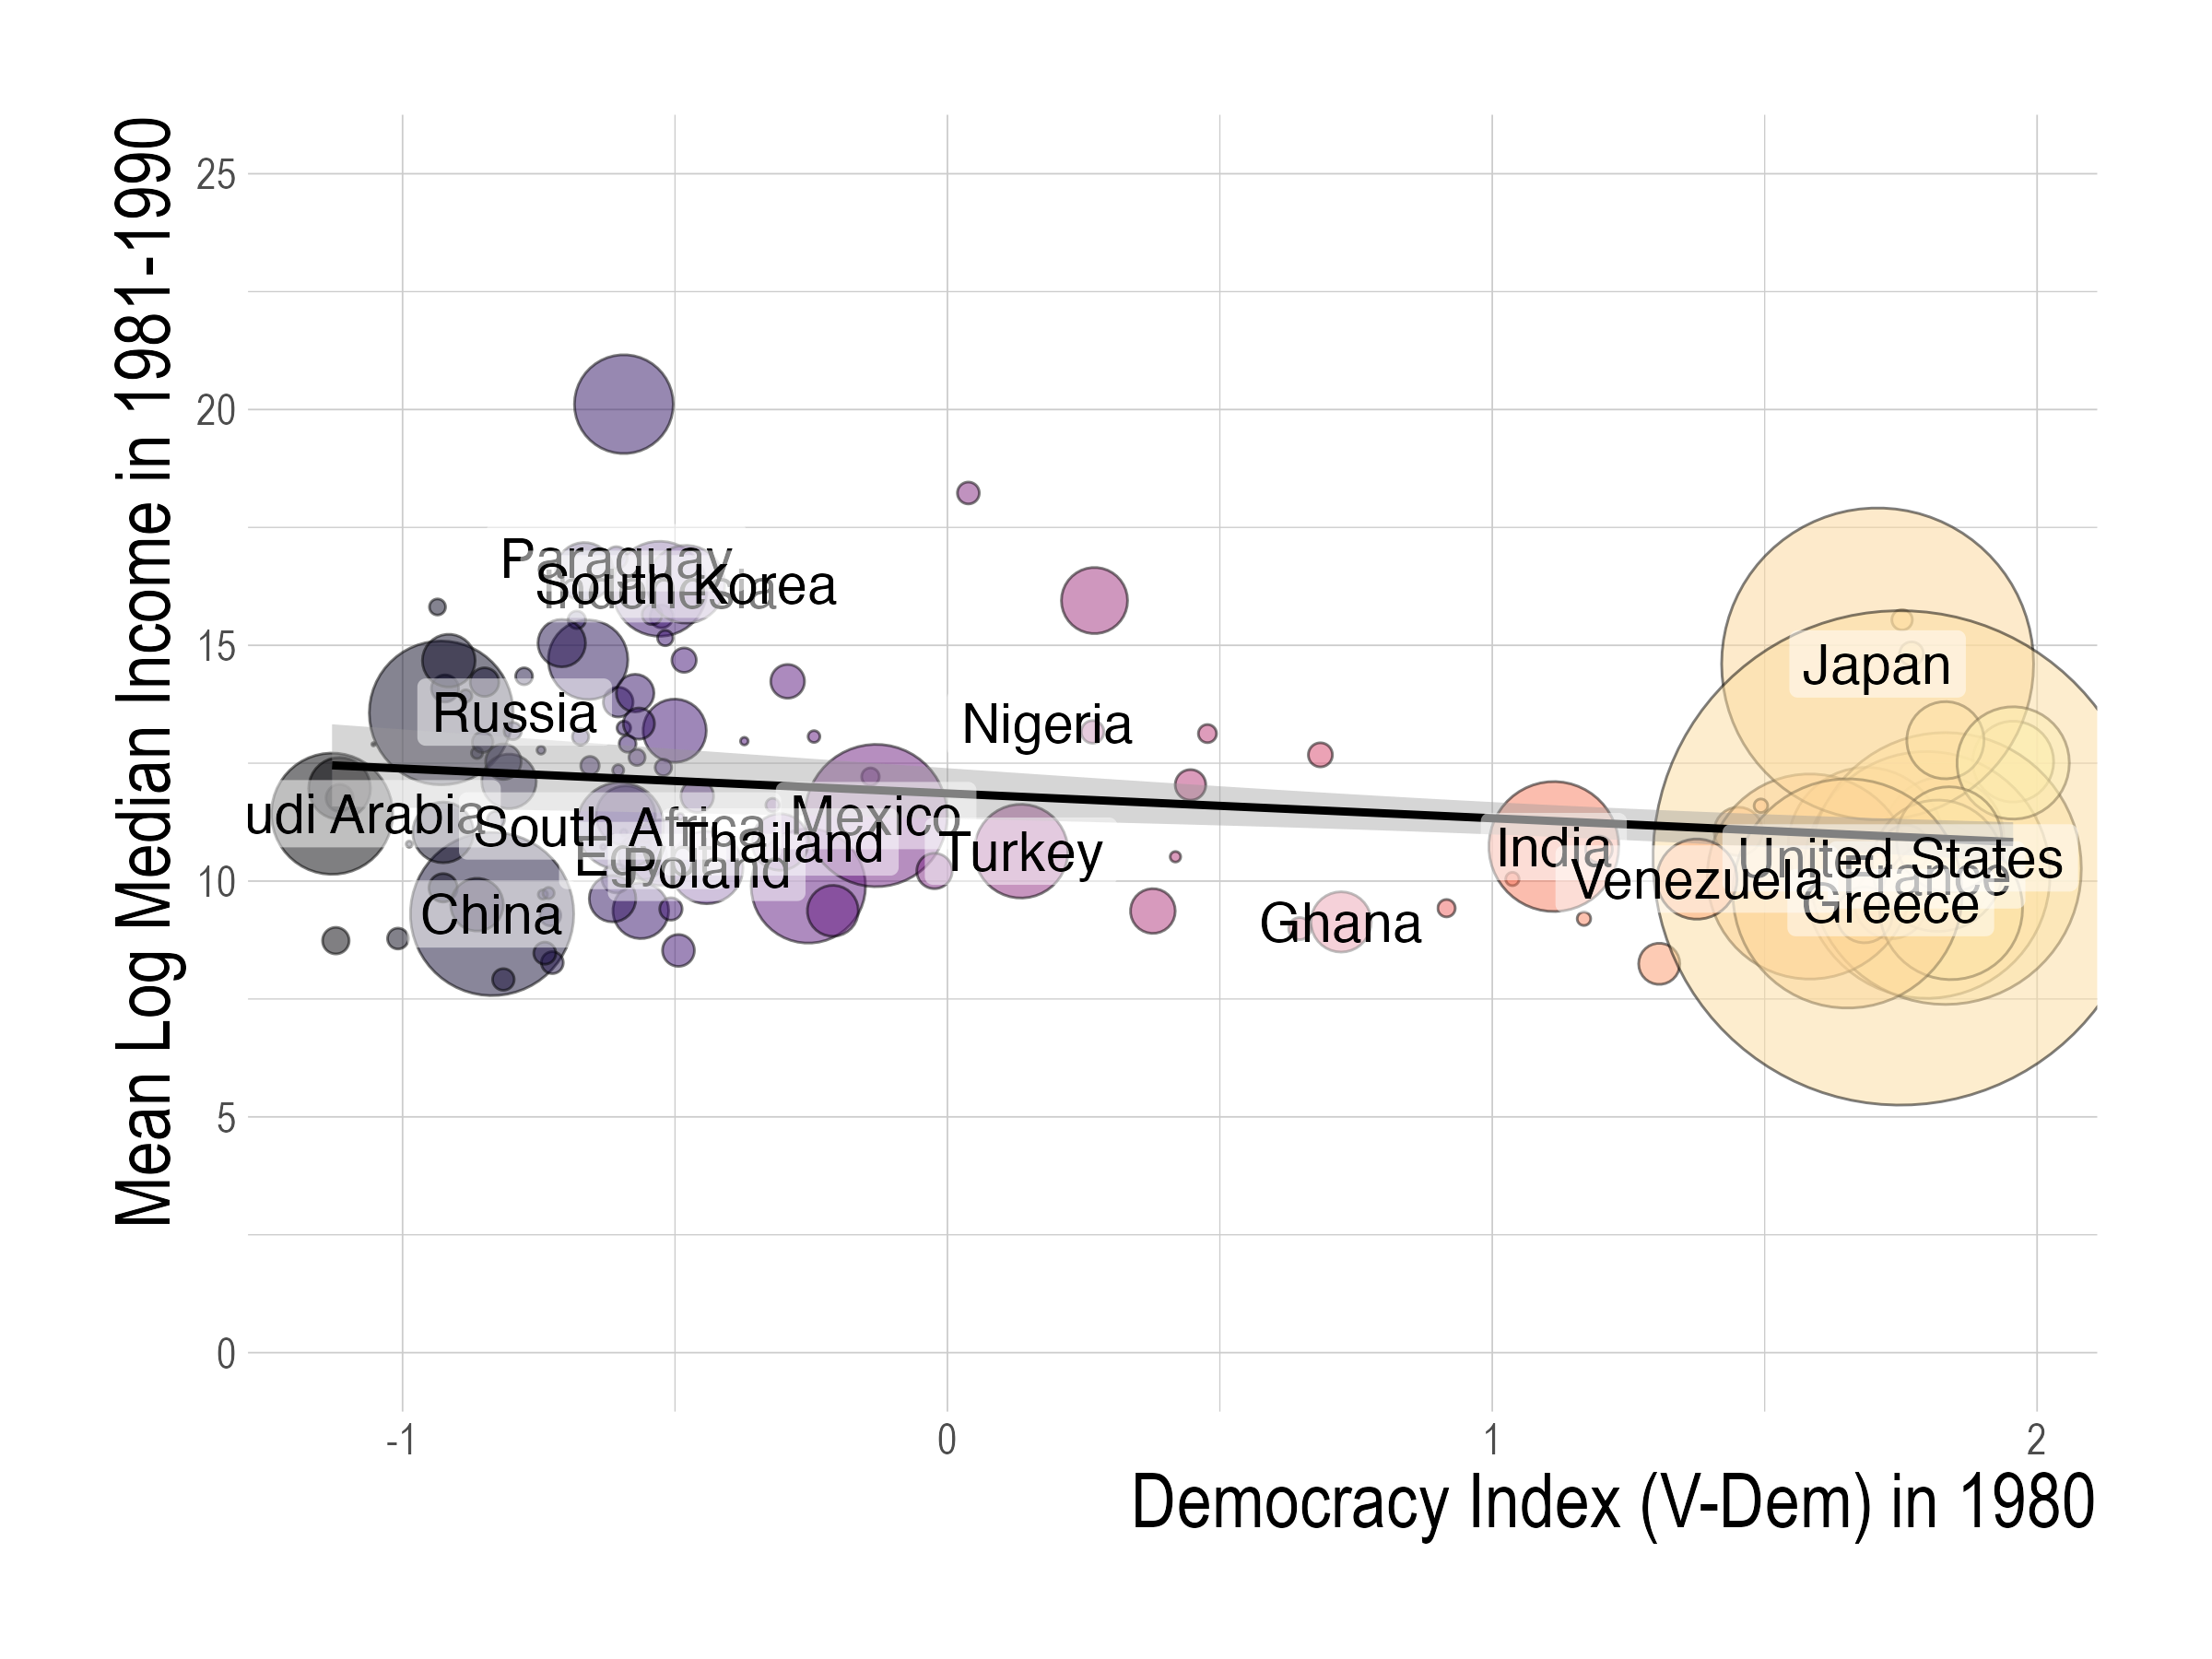 Mean Log Median Income in 1981-1990
25
20
15
10
5
0
Paraguay
Indonesia
South Korea
Japan
Russia
Nigeria
udi Arabia
South Africa
Mexico
Thailand
Egypt
Poland
Turkey
India
United States
Venezuela
France
Greece
China
Ghana
-1
0
1
2
Democracy Index (V-Dem) in 1980